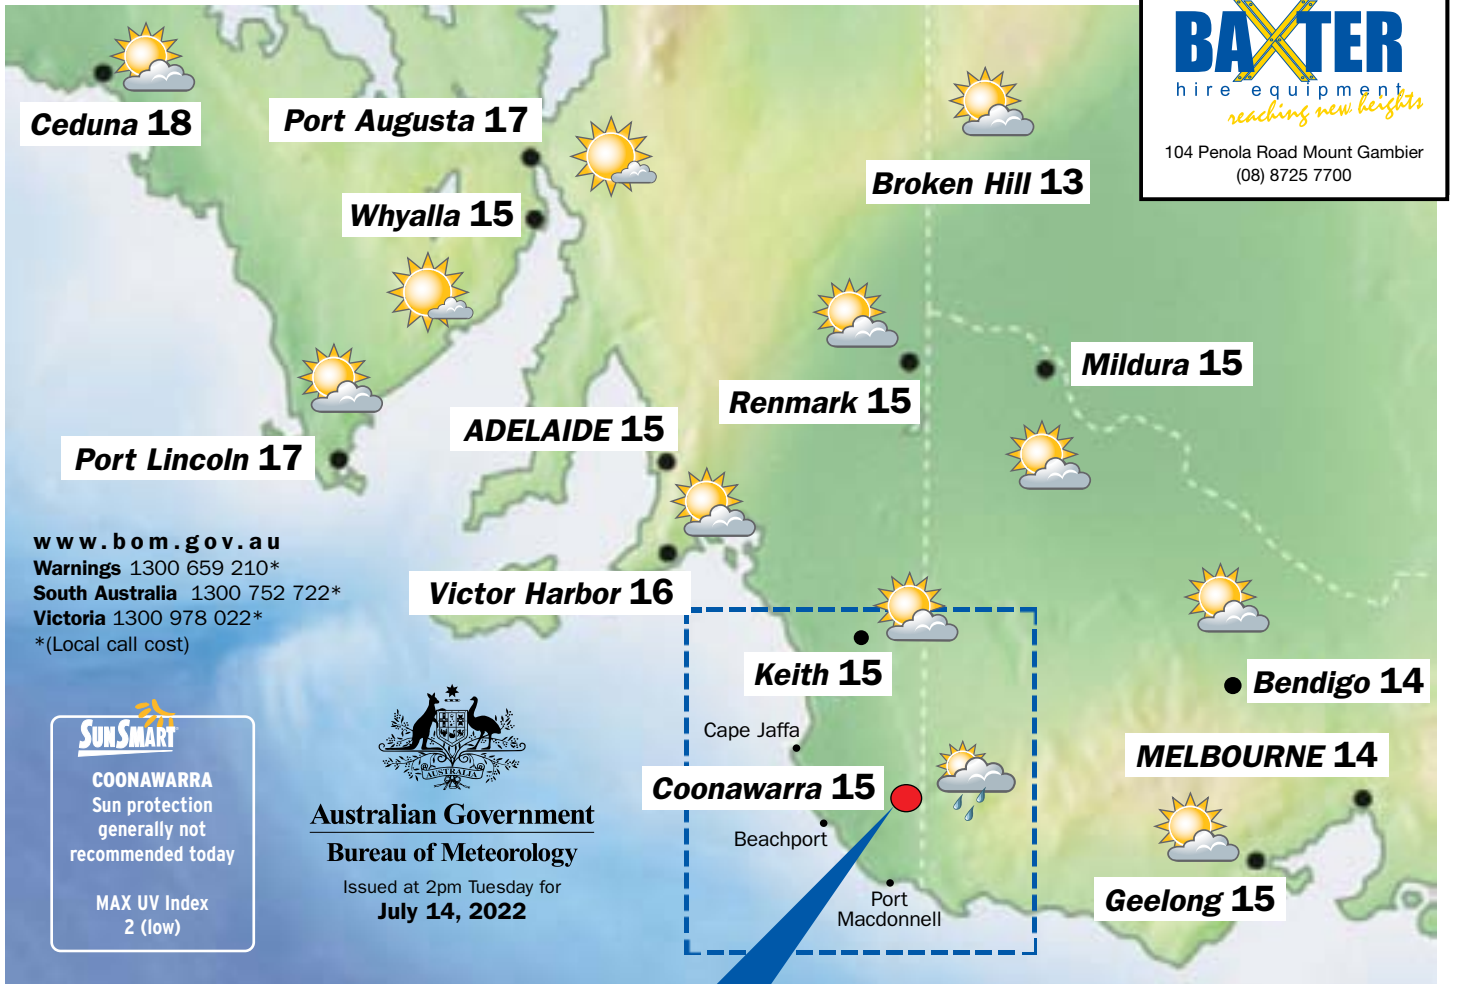 BAXTER
hire equipment
reaching new heights
104 Penola Road Mount Gambier
(08) 8725 7700
Ceduna 18
Port Augusta 17
Whyalla 15
Broken Hill 13
Renmark 15
Mildura 15
ADELAIDE 15
Port Lincoln 17
Victor Harbor 16
www.bom.gov.au
Warnings 1300 659 210*
South Australia 1300 752 722*
Victoria 1300 978 022*
*(Local call cost)
Keith 15
Bendigo 14
Cape Jaffa
MELBOURNE 14
Coonawarra 15
Beachport
Port
Macdonnell
Geelong 15
SUNSMART
COONAWARRA
Sun protection
generally not
recommended today
MAX UV Index
2 (low)
AUSTRALIA
Australian Government
Bureau of Meteorology
Issued at 2pm Tuesday for
July 14, 2022